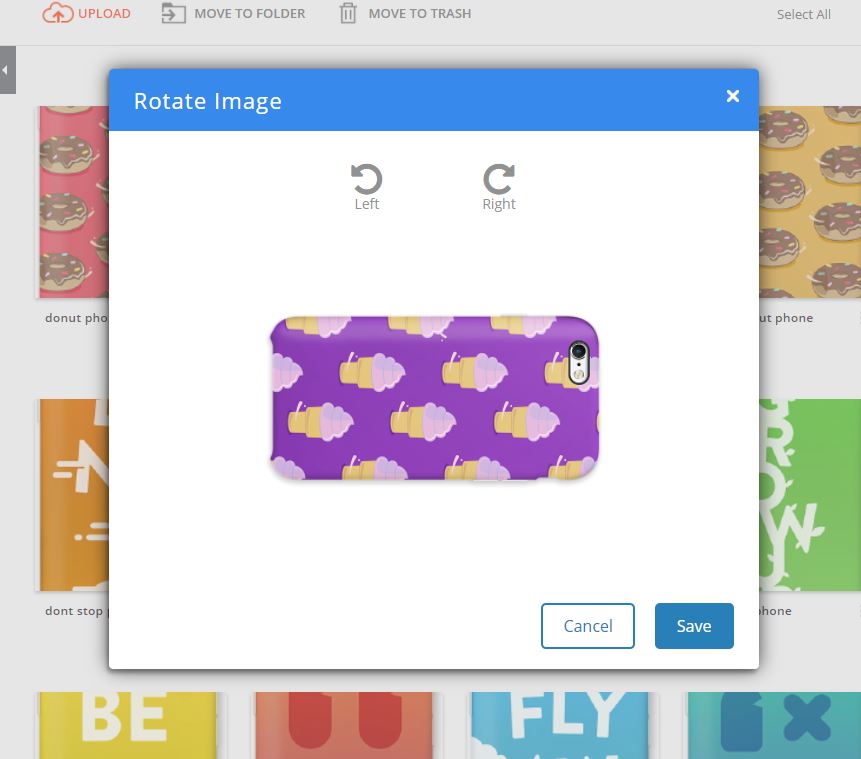 UPLOAD MOVE TO FOLDER MOVE TO TRASH Select All
Rotate Image
Left Right
donut pho
ut phone
dont stop
phone
Cancel Save
BE
FLY